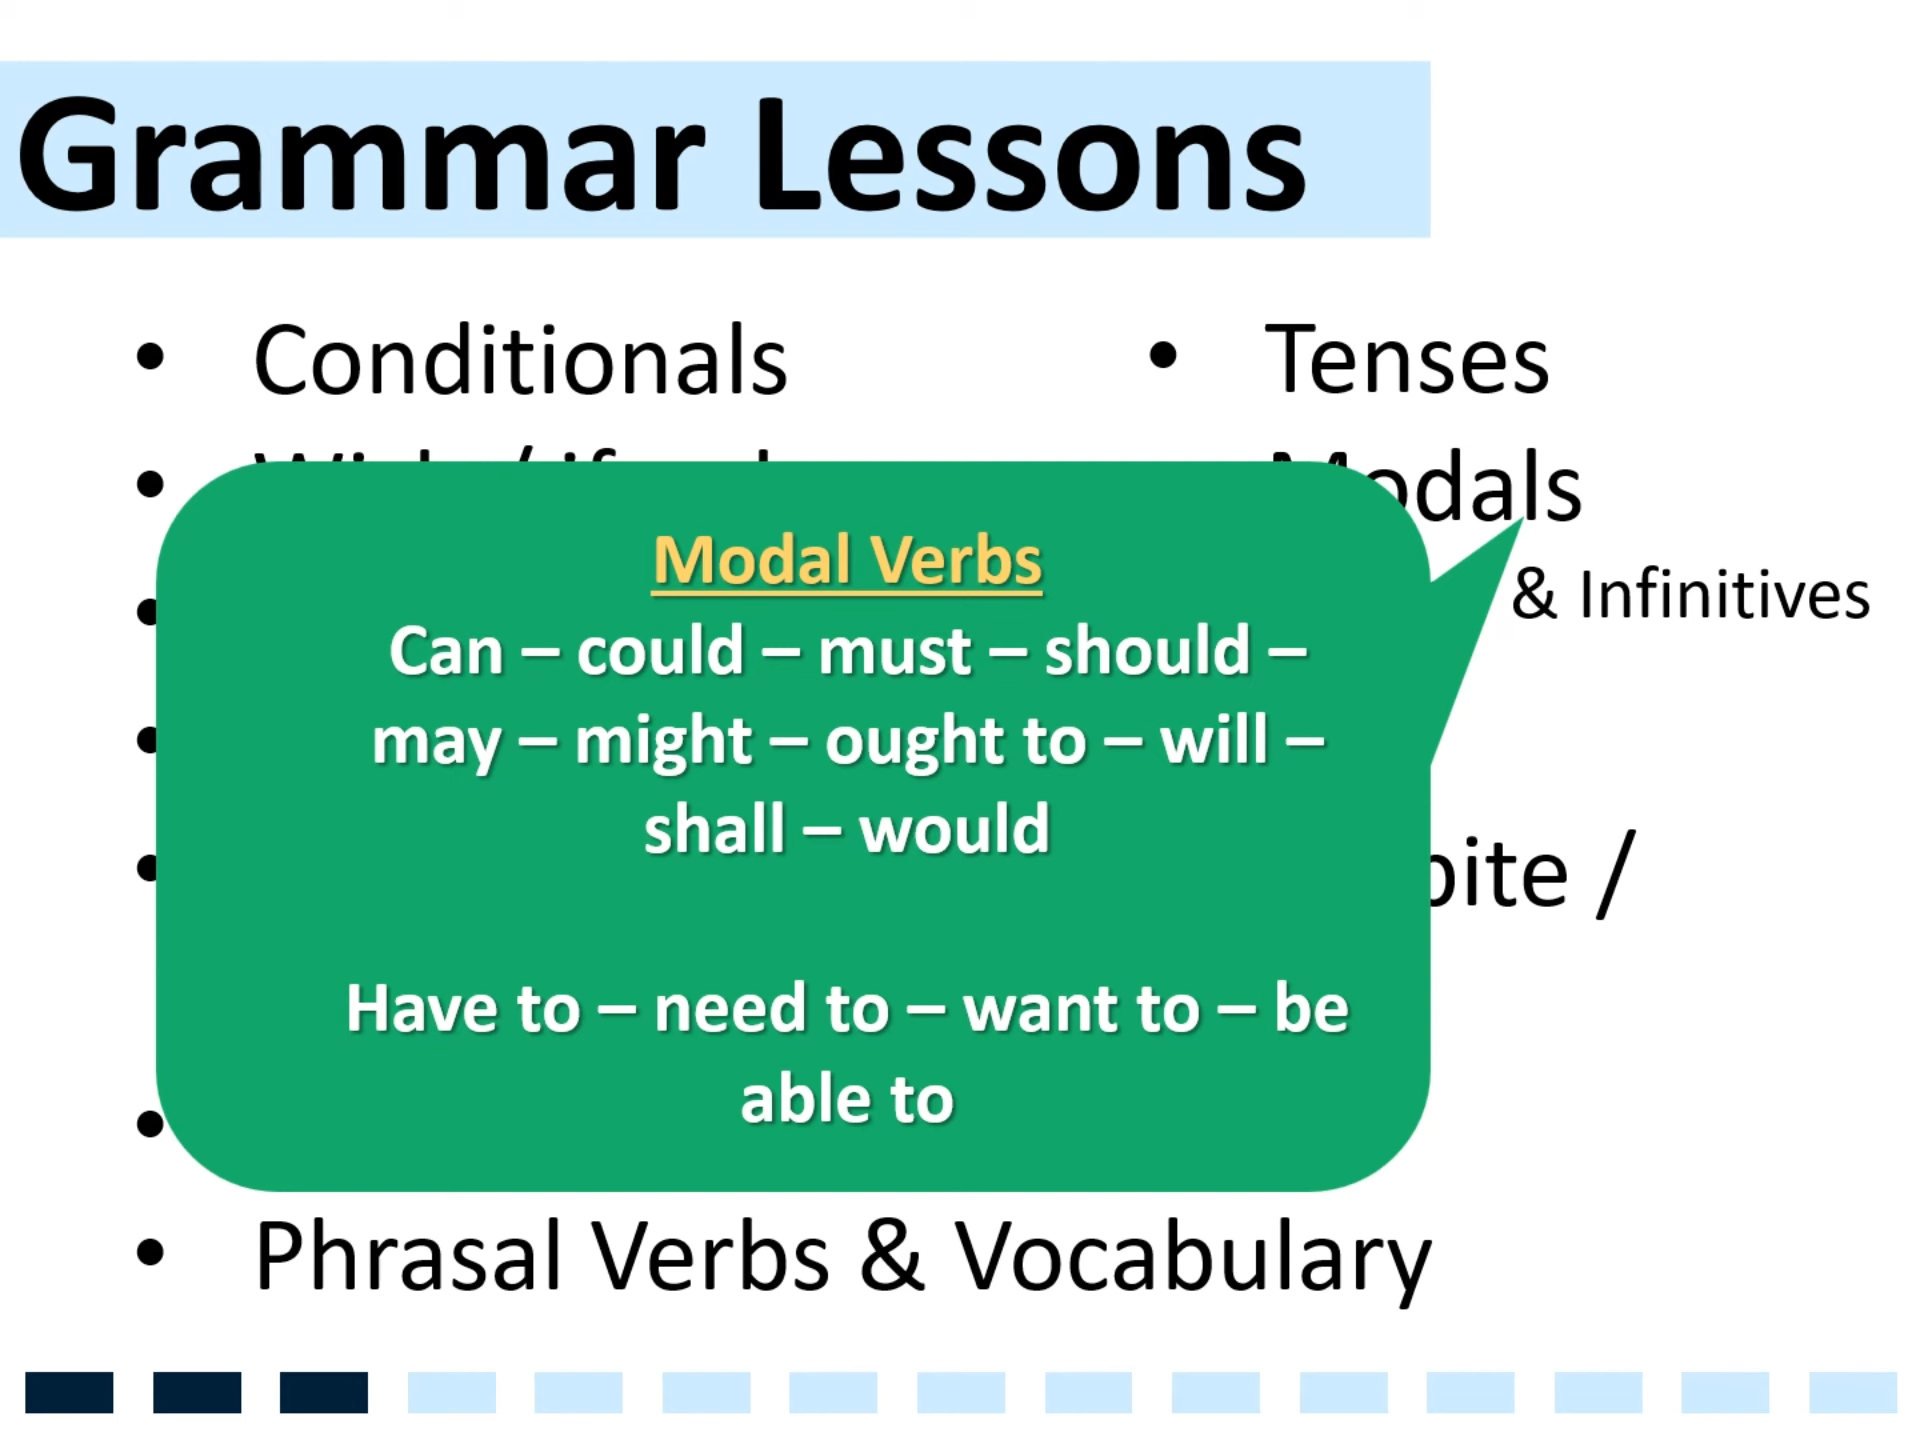 Grammar Lessons
• Conditionals
• Tenses
Modals
& Infinitives
Modal Verbs
Can – could – must – should –
may – might – ought to – will –
shall – would
Have to – need to – want to – be
able to
• Phrasal Verbs & Vocabulary